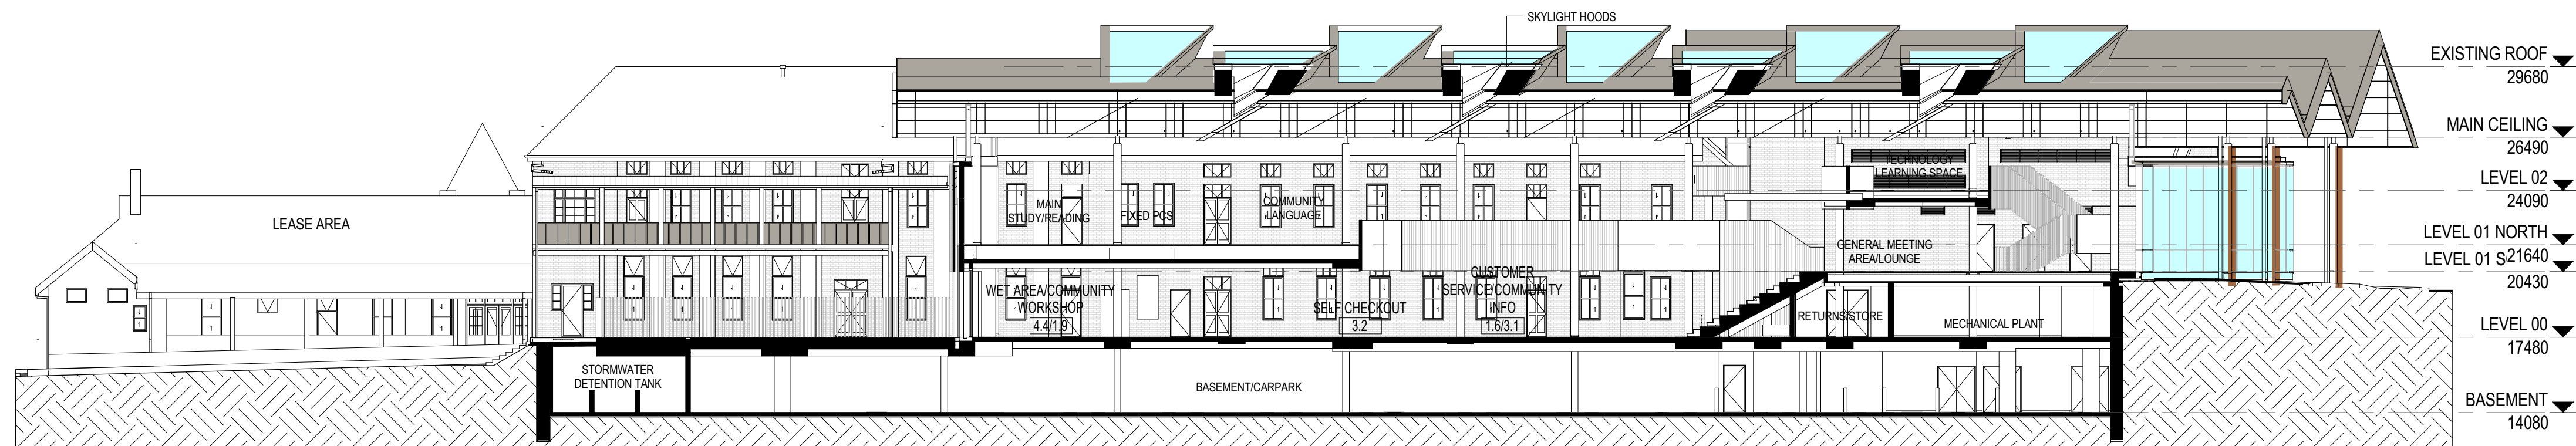 SKYLIGHT HOODS
EXISTING ROOF
29680
MAIN CEILING
26490
TECHNOLOGY
LEARNING SPACE
LEVEL 02
24090
MAIN
STUDY/READING
FIXED PCS
COMMUNITY
LANGUAGE
LEASE AREA
LEVEL 01 NORTH
21640
GENERAL MEETING
AREA/LOUNGE
LEVEL 01 S
20430
WET AREA/COMMUNITY
WORKSHOP
4.4/1.9
SELF CHECKOUT
3.2
CUSTOMER
SERVICE/COMMUNITY
INFO
1.6/3.1
RETURNS/STORE
MECHANICAL PLANT
LEVEL 00
17480
STORMWATER
DETENTION TANK
BASEMENT/CARPARK
BASEMENT
14080